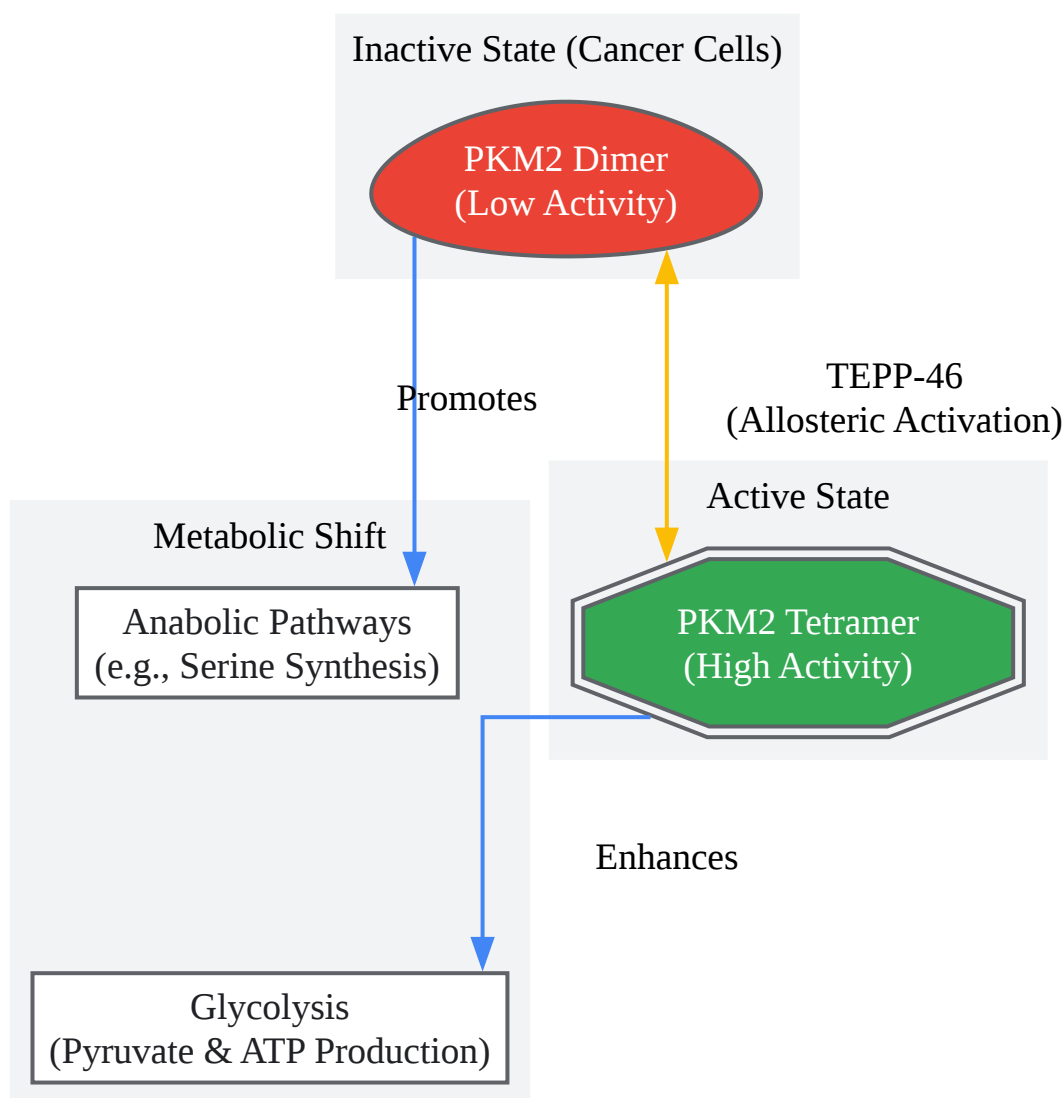 Inactive State (Cancer Cells)
PKM2 Dimer
(Low Activity)
Promotes
TEPP-46
(Allosteric Activation)
Active State
Metabolic Shift
Anabolic Pathways
(e.g., Serine Synthesis)
PKM2 Tetramer
(High Activity)
Enhances
Glycolysis
(Pyruvate & ATP Production)